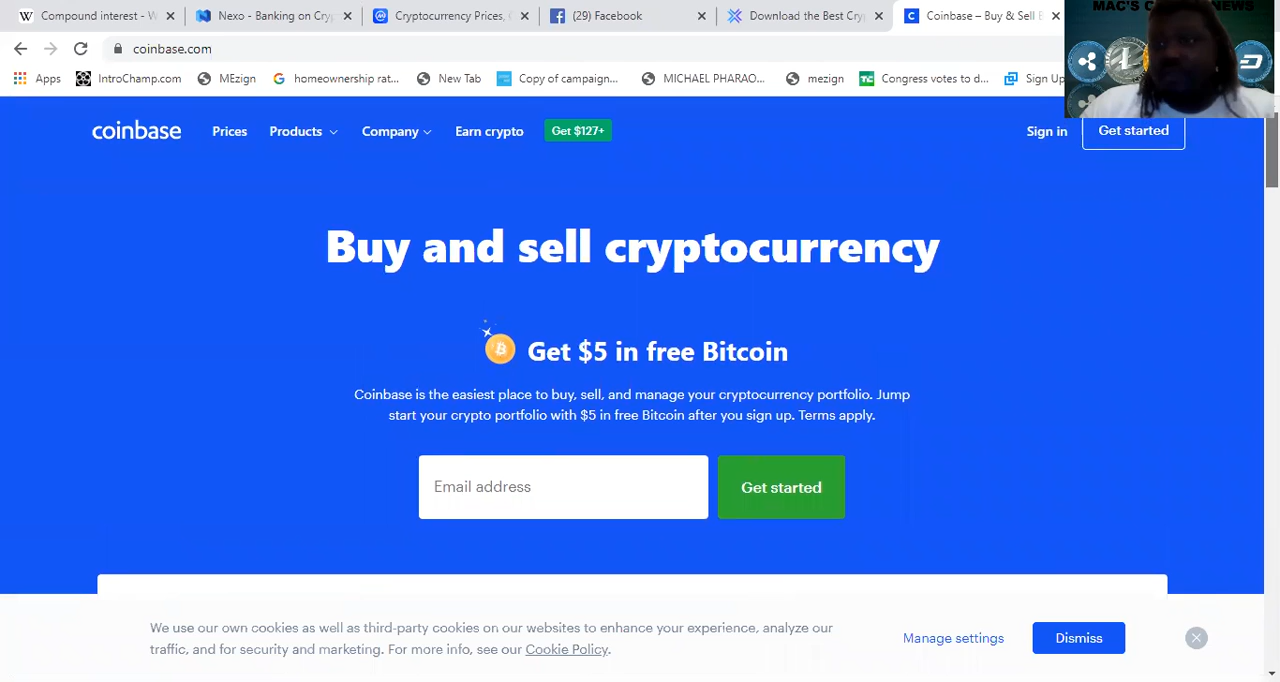 Compound interest - W
Nexo - Banking on Cry
Cryptocurrency Prices, C
(29) Facebook
Download the Best Cry
Coinbase – Buy & Sell B
coinbase.com
Apps
IntroChamp.com
MEzign
homeownership rat...
New Tab
Copy of campaign...
MICHAEL PHARAO...
mezign
Congress votes to d...
Sign Up
MAC'S
NEWS
coinbase
Prices
Products
Company
Earn crypto
Get $127+
Sign in
Get started
Buy and sell cryptocurrency
Get $5 in free Bitcoin
Coinbase is the easiest place to buy, sell, and manage your cryptocurrency portfolio. Jump
start your crypto portfolio with $5 in free Bitcoin after you sign up. Terms apply.
Email address
Get started
We use our own cookies as well as third-party cookies on our websites to enhance your experience, analyze our
traffic, and for security and marketing. For more info, see our Cookie Policy.
Manage settings
Dismiss